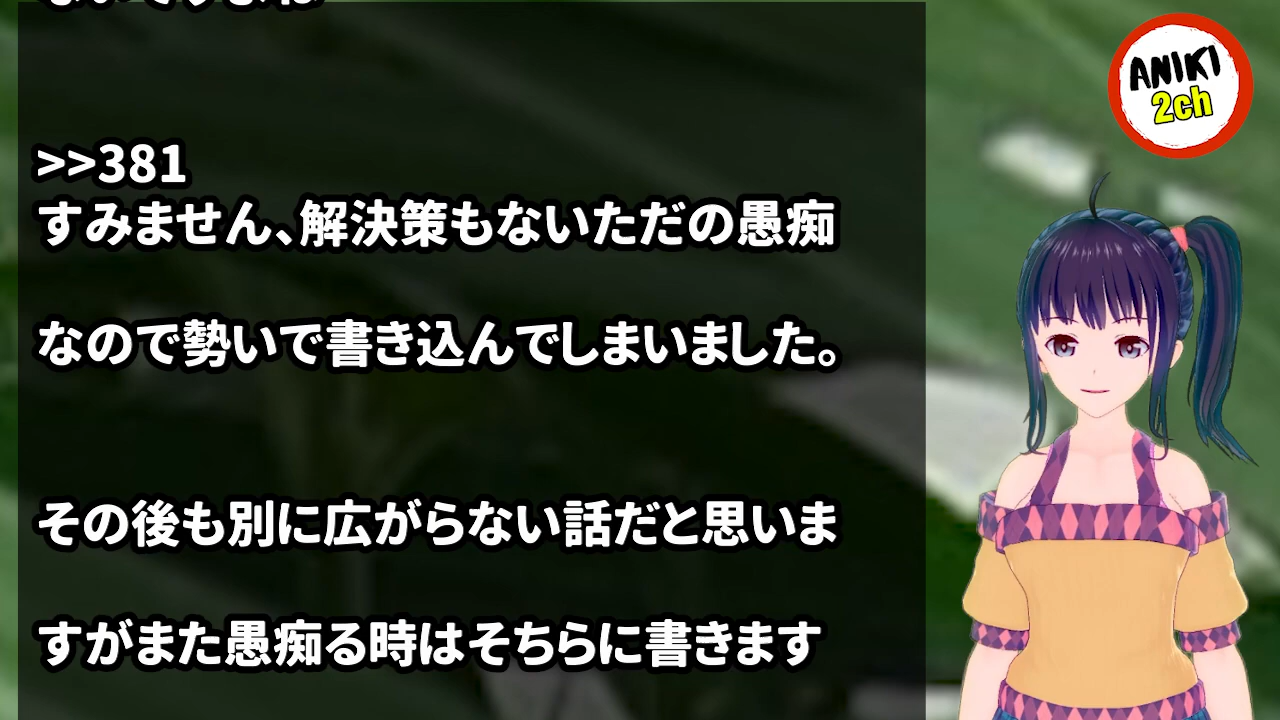 >>381
すみません、解決策もないただの愚痴
なので勢いで書き込んでしまいました。
その後も別に広がらない話だと思いま
すがまた愚痴る時はそちらに書きます
ANIKI
2ch